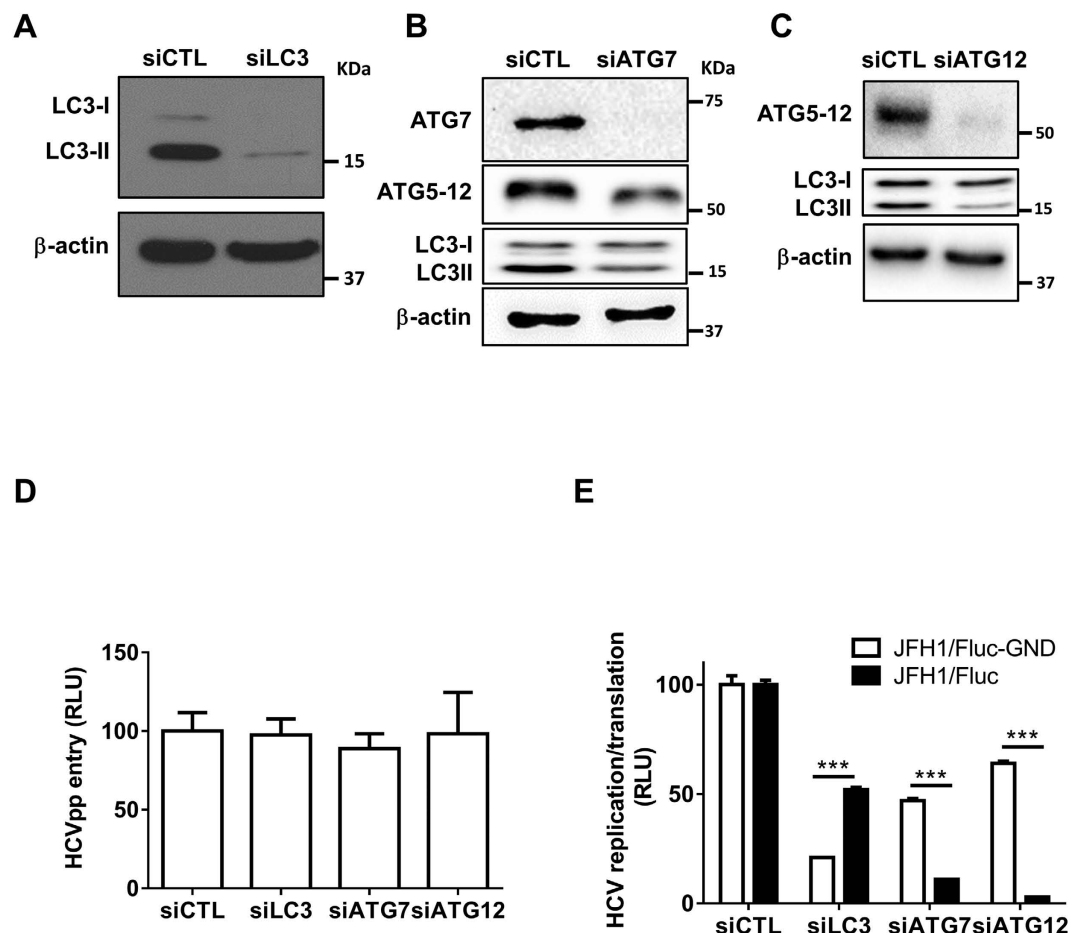 A
siCTL siLC3
KDa
LC3-I
LC3-II
15
β-actin
37
B
siCTL siATG7
KDa
75
ATG7
ATG5-12
50
LC3-I
LC3II
15
β-actin
37
C
siCTL siATG12
ATG5-12
50
LC3-I
LC3II
15
β-actin
37
D
HCVpp entry (RLU)
150
100
50
0
siCTL siLC3 siATG7 siATG12
E
HCV replication/translation
(RLU)
JFH1/Fluc-GND
JFH1/Fluc
100
50
0
***
***
***
siCTL siLC3 siATG7 siATG12